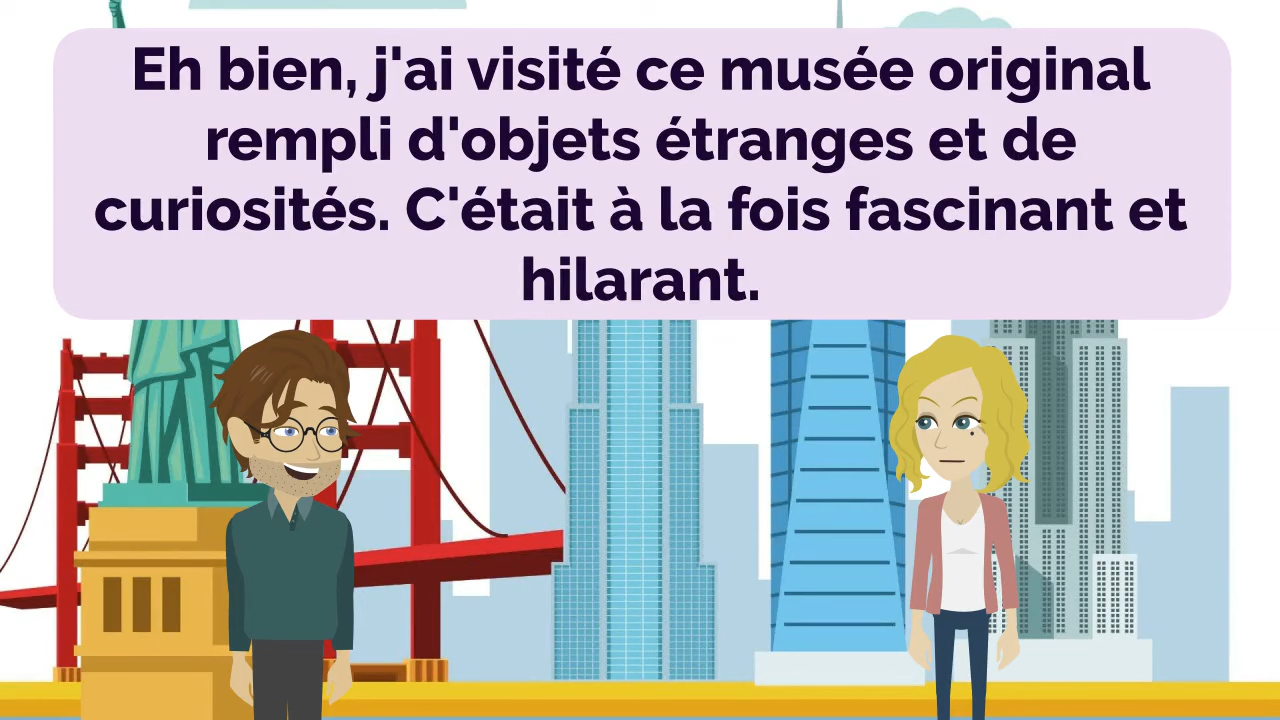 Eh bien, j'ai visité ce musée original
rempli d'objets étranges et de
curiosités. C'était à la fois fascinant et
hilarant.